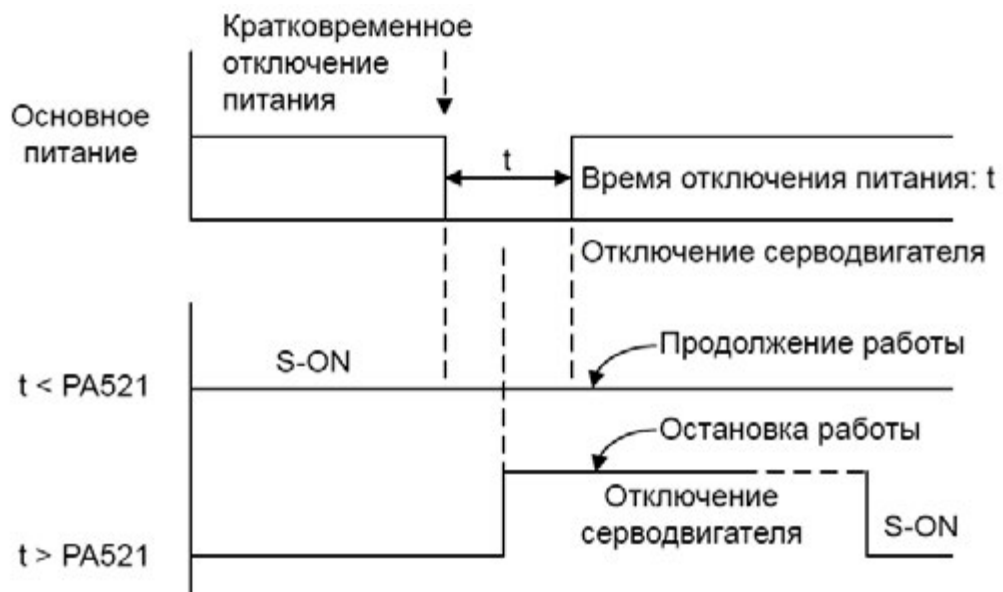 Кратковременное
отключение
питания
Основное
питание
t
Время отключения питания: t
Отключение серводвигателя
Продолжение работы
S-ON
t < PA521
Остановка работы
Отключение
серводвигателя
S-ON
t > PA521